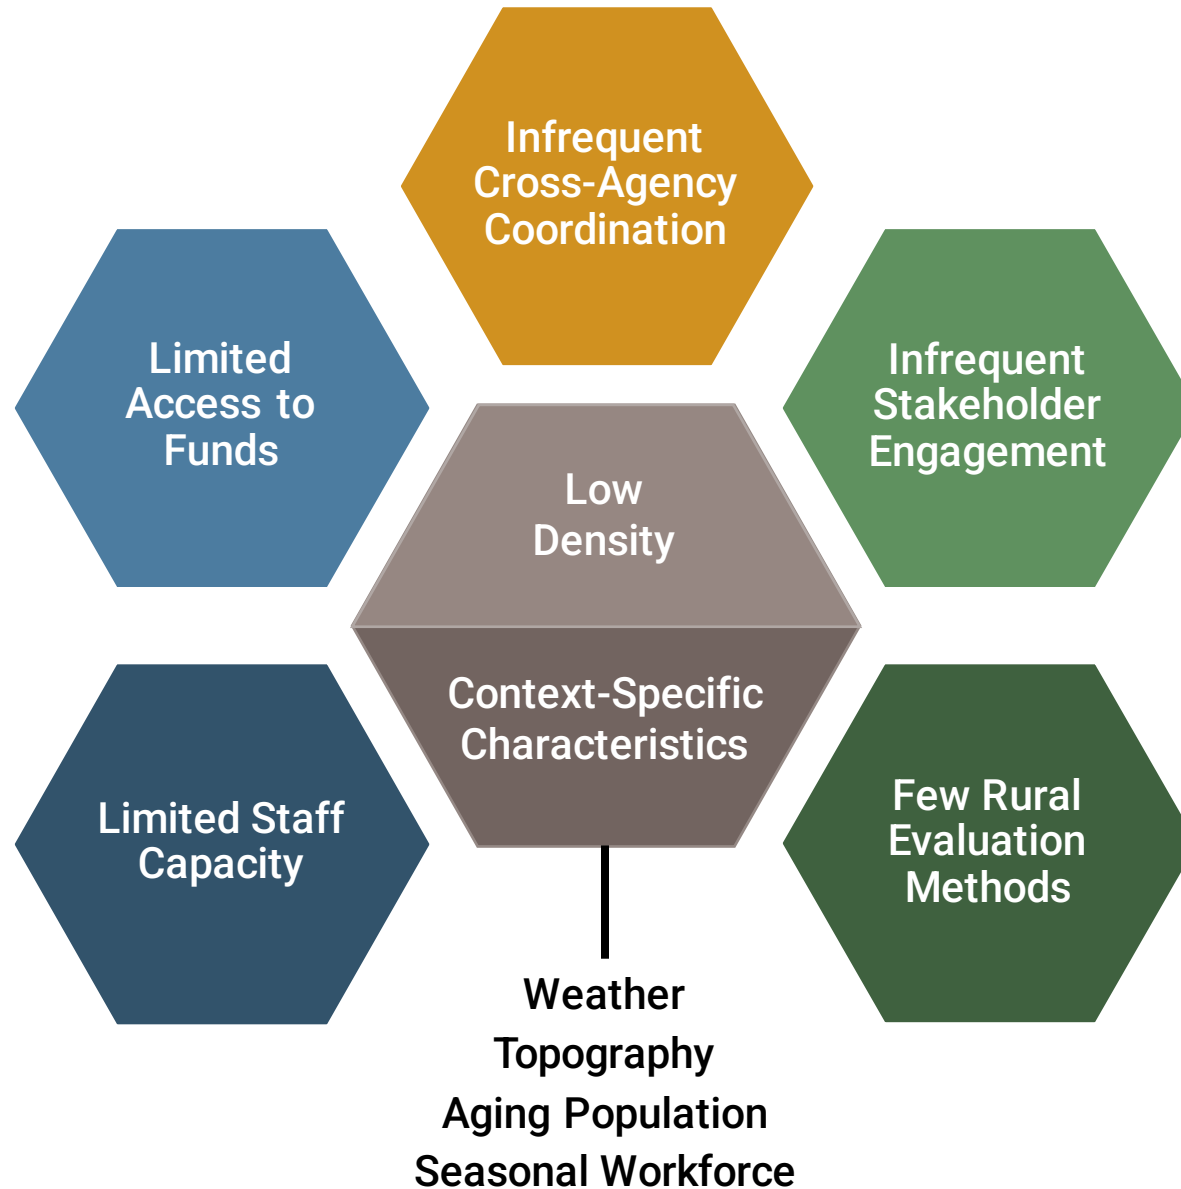 Infrequent
Cross-Agency
Coordination
Limited
Access to
Funds
Infrequent
Stakeholder
Engagement
Low
Density
Context-Specific
Characteristics
Limited Staff
Capacity
Few Rural
Evaluation
Methods
Weather
Topography
Aging Population
Seasonal Workforce